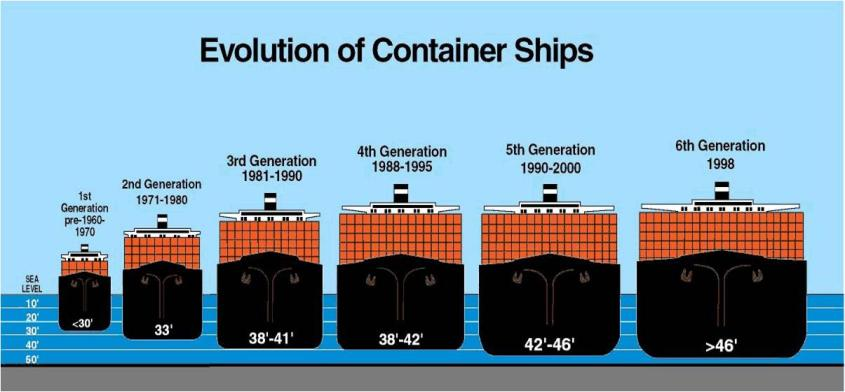 Evolution of Container Ships
1st
Generation
pre-1960-
1970
2nd Generation
1971-1980
3rd Generation
1981-1990
4th Generation
1988-1995
5th Generation
1990-2000
6th Generation
1998
SEA
LEVEL
10'
20'
30'
40'
50'
<30'
33'
38'-41'
38'-42'
42'-46'
>46'